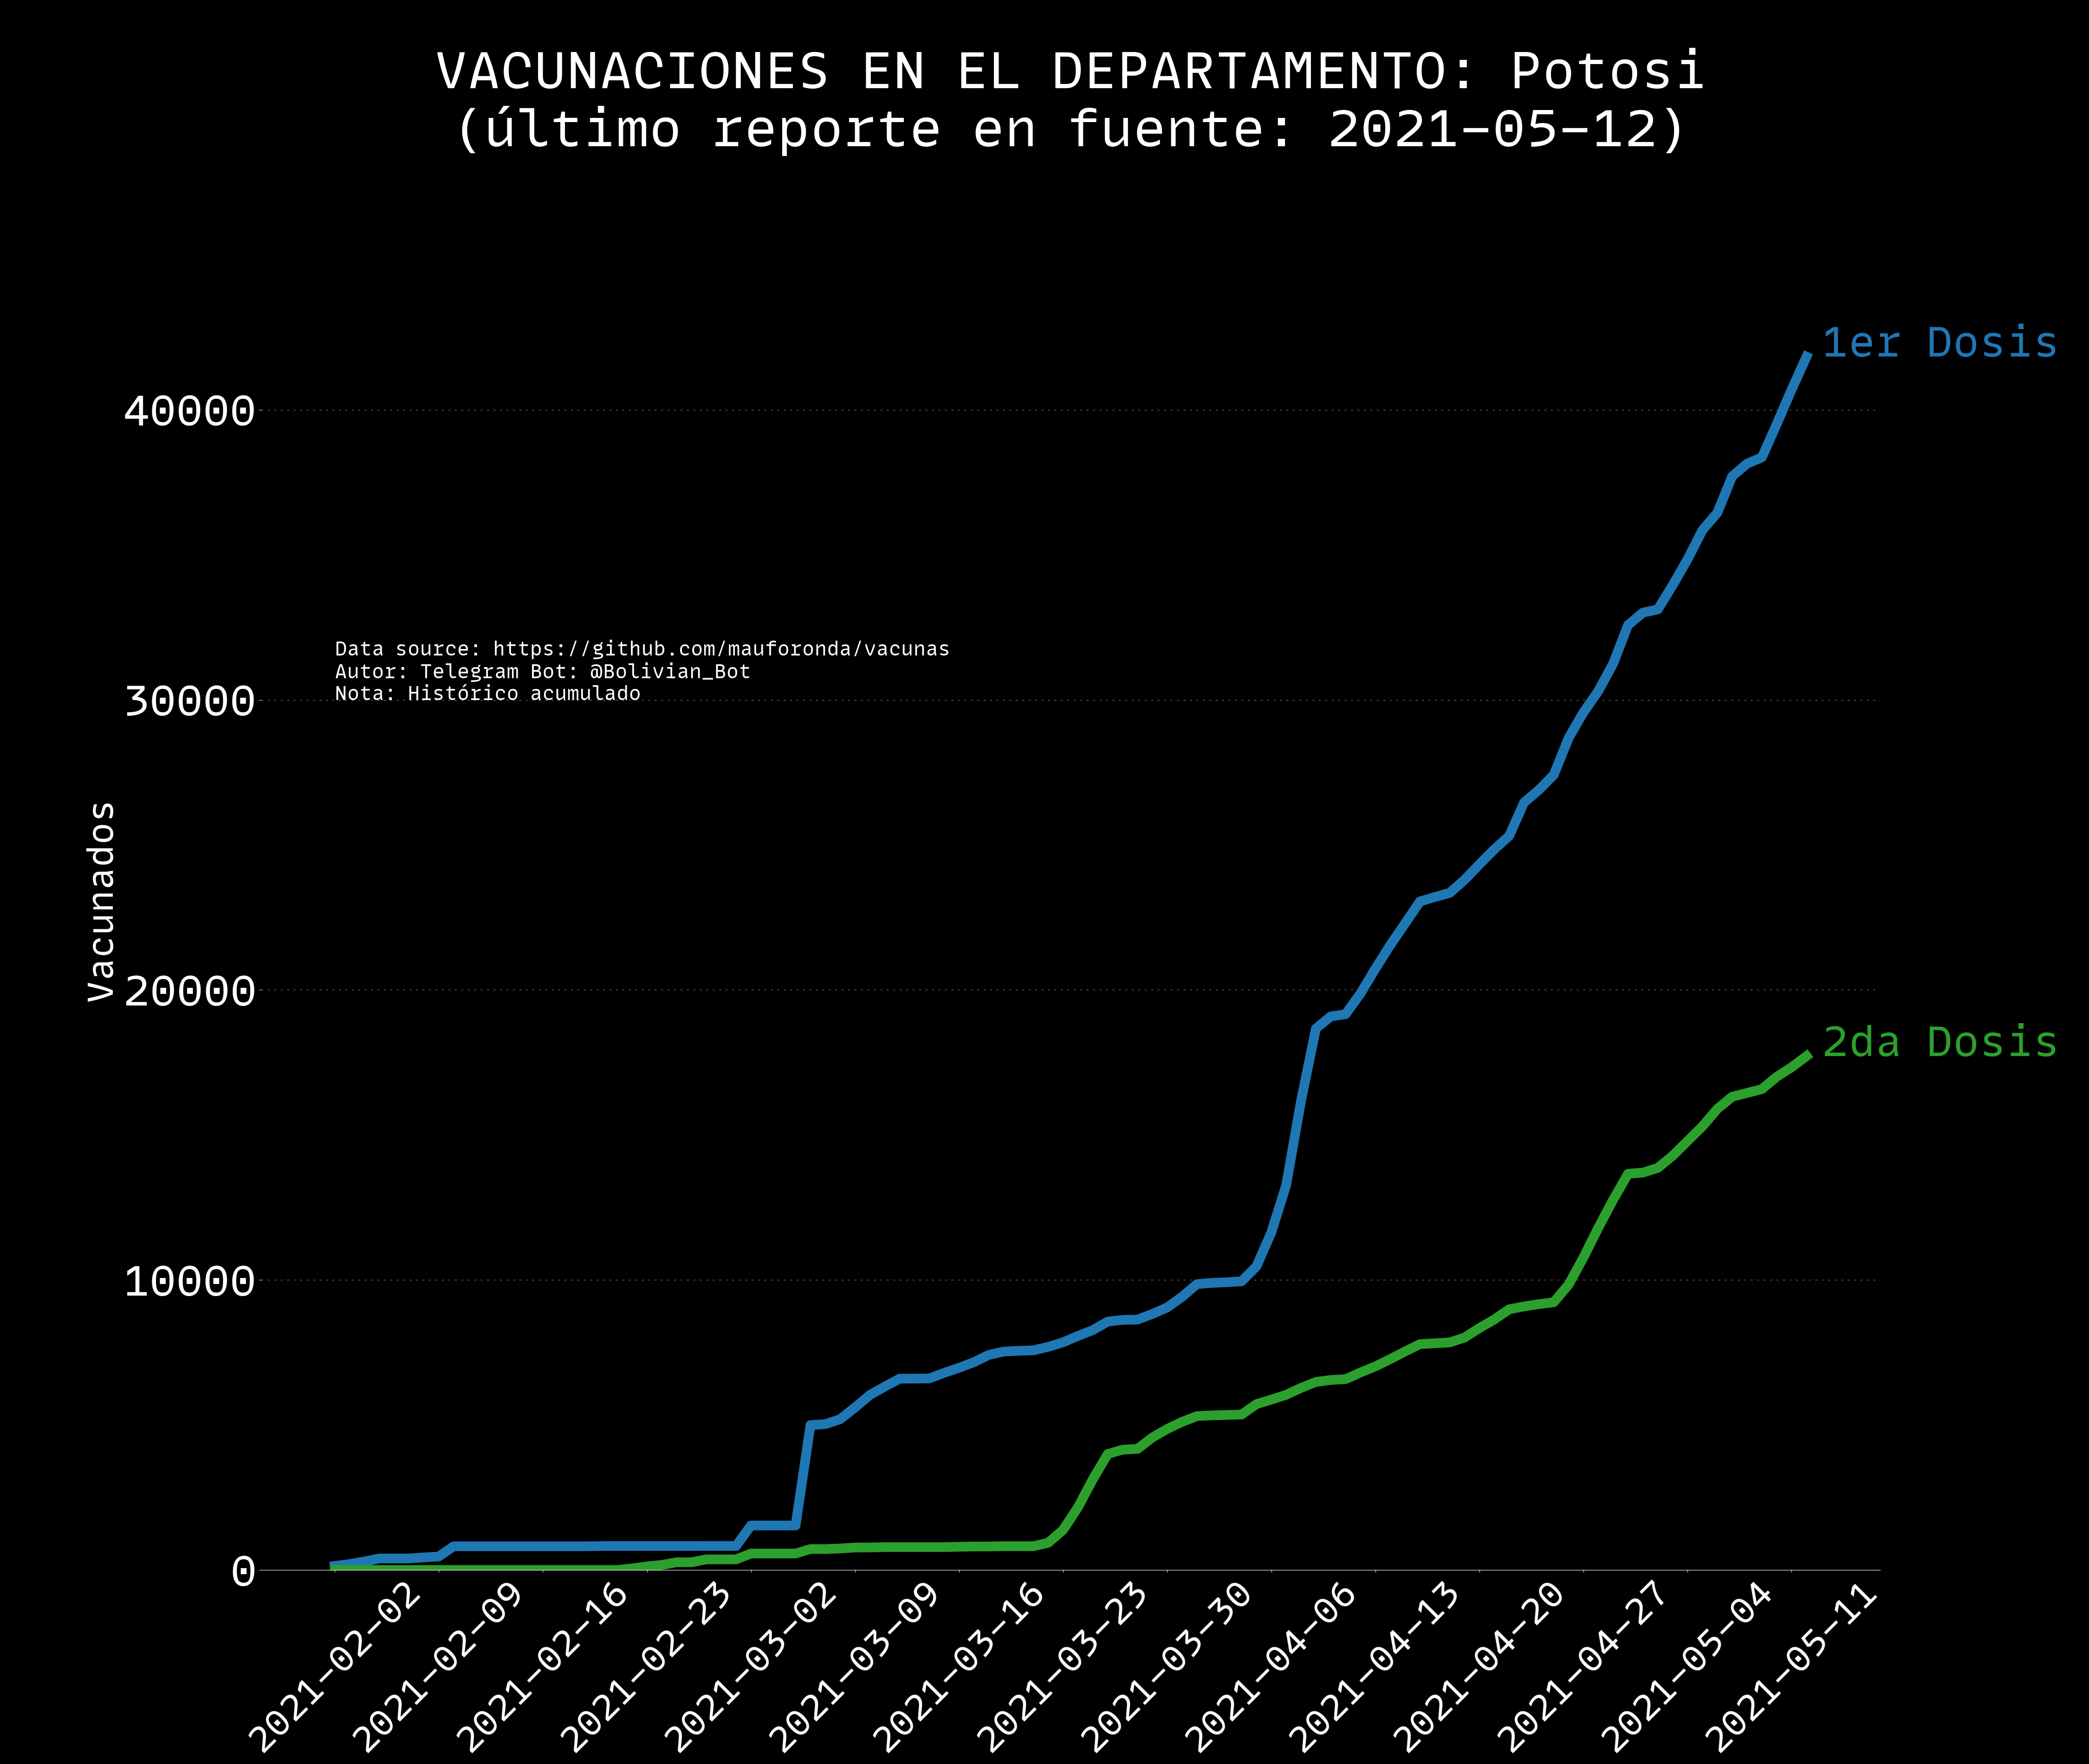 VACUNACIONES EN EL DEPARTAMENTO: Potosi
(último reporte en fuente: 2021-05-12)
1er Dosis
40000
Data source: https://github.com/mauforonda/vacunas
Autor: Telegram Bot: @Bolivian_Bot
Nota: Histórico acumulado
30000
Vacunados
20000
2da Dosis
10000
0
2021-02-02
2021-02-09
2021-02-16
2021-02-23
2021-03-02
2021-03-09
2021-03-16
2021-03-23
2021-03-30
2021-04-06
2021-04-13
2021-04-20
2021-04-27
2021-05-04
2021-05-11